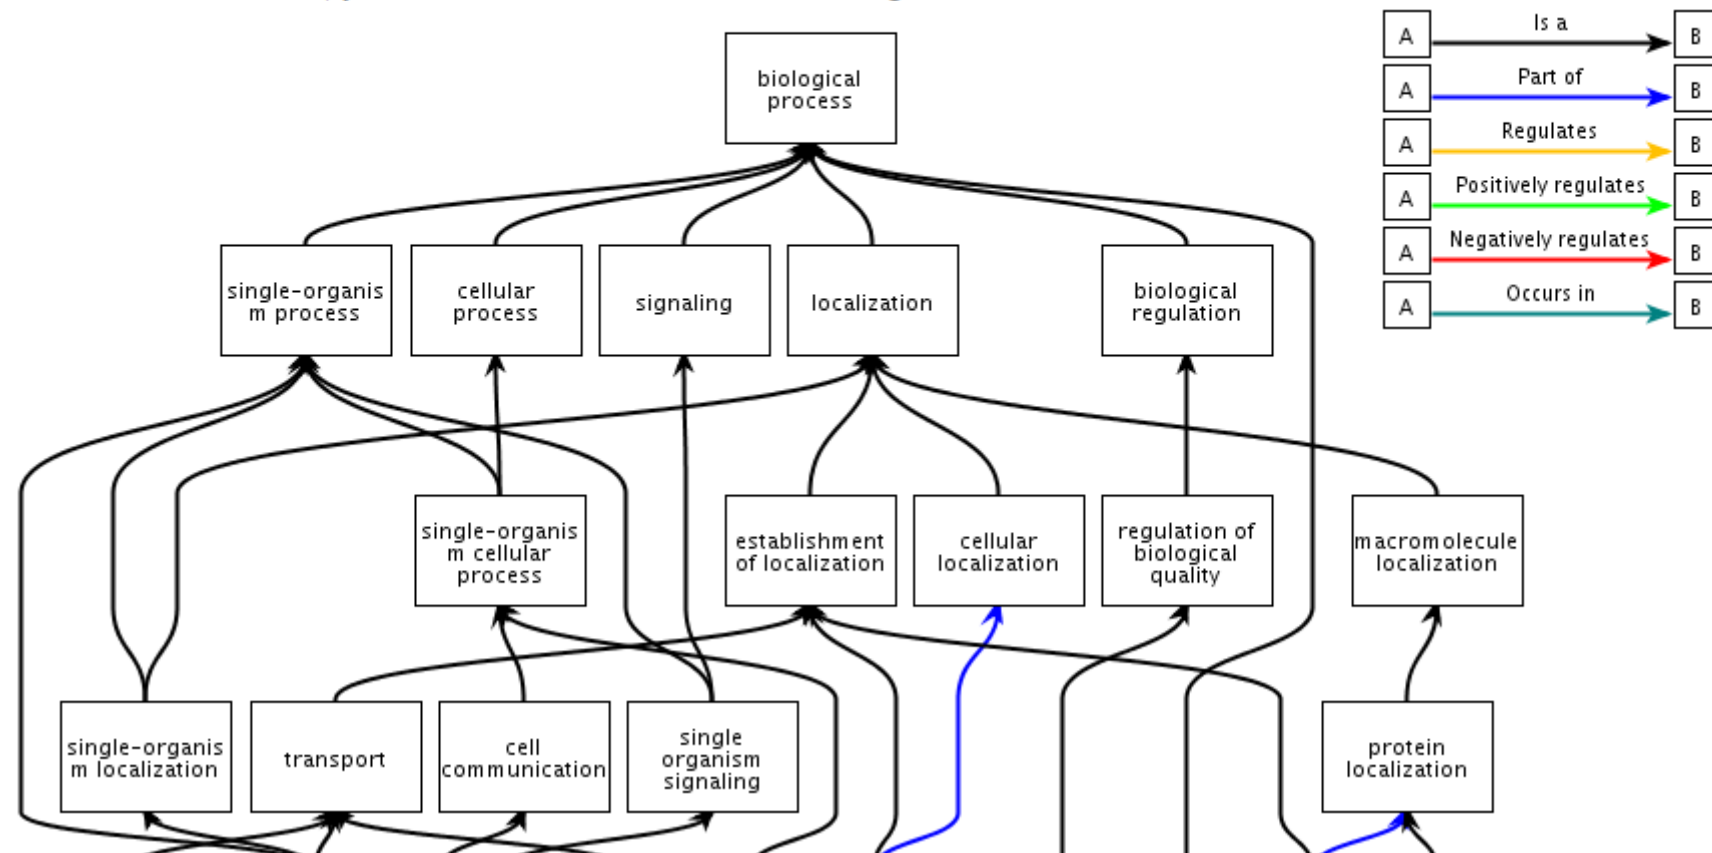 biological
process
A
Is a
B
A
Part of
B
A
Regulates
B
A
Positively regulates
B
A
Negatively regulates
B
A
Occurs in
B
single-organis
m process
cellular
process
signaling
localization
biological
regulation
single-organis
m cellular
process
establishment
of localization
cellular
localization
regulation of
biological
quality
macromolecule
localization
single-organis
m localization
transport
cell
communication
single
organism
signaling
protein
localization